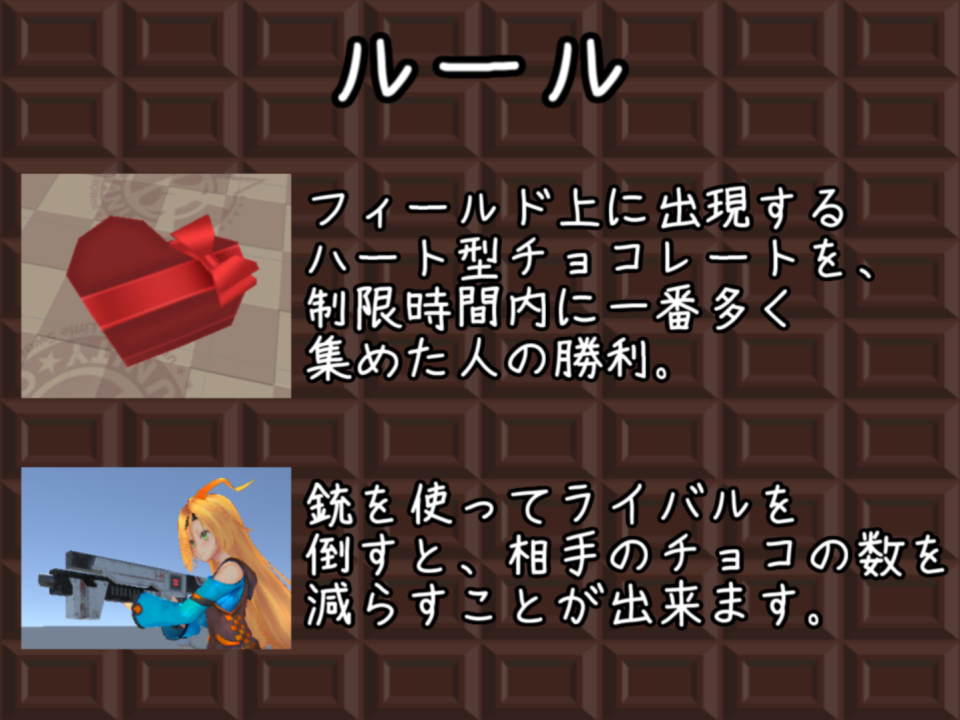 ルール
フィールド上に出現する
ハート型チョコレートを、
制限時間内に一番多く
集めた人の勝利。
銃を使ってライバルを
倒すと、相手のチョコの数を
減らすことが出来ます。